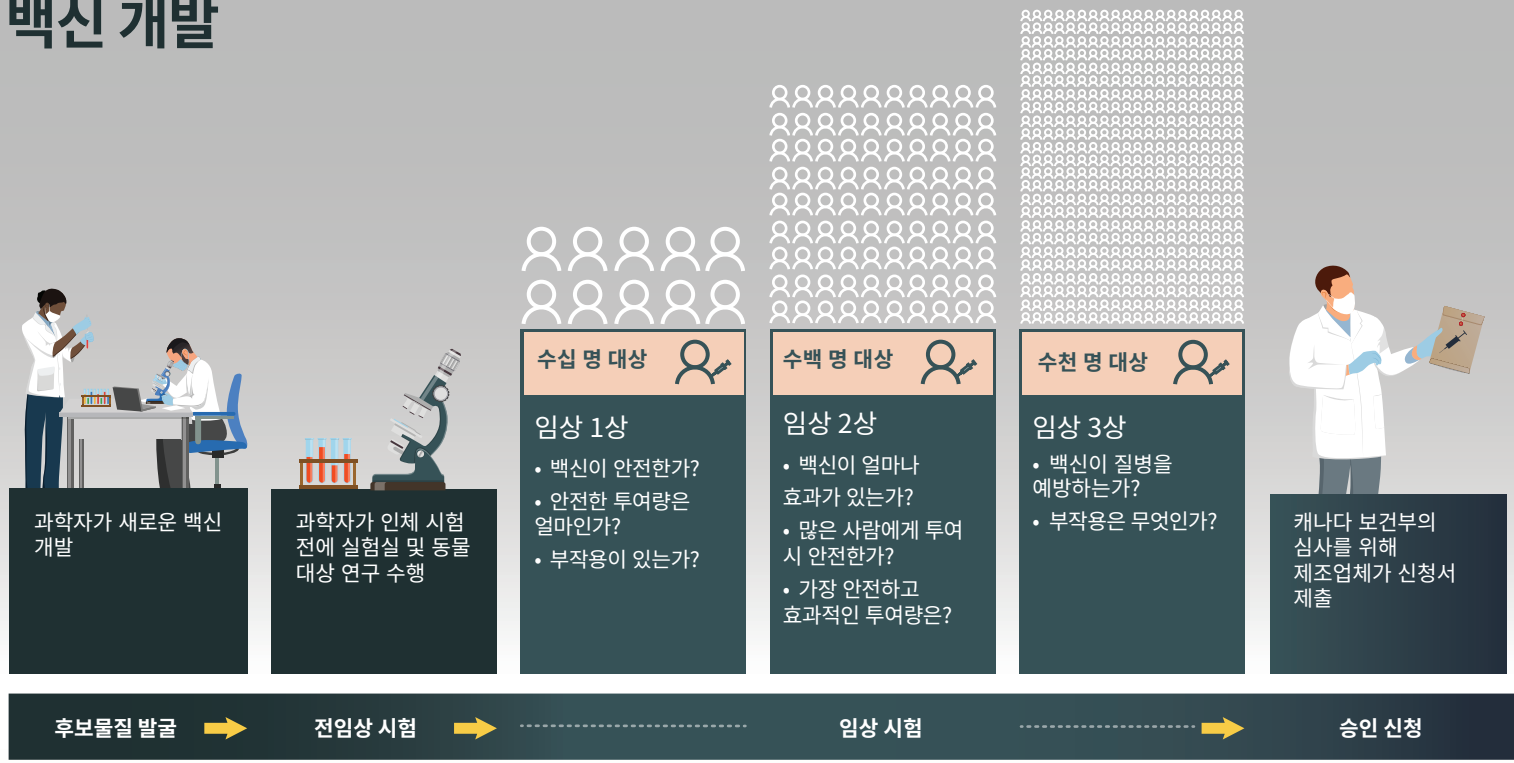 백신 개발
과학자가 새로운 백신
개발
과학자가 인체 시험
전에 실험실 및 동물
대상 연구 수행
수십 명 대상
임상 1상
• 백신이 안전한가?
• 안전한 투여량은
얼마인가?
• 부작용이 있는가?
수백 명 대상
임상 2상
• 백신이 얼마나
효과가 있는가?
• 많은 사람에게 투여
시 안전한가?
• 가장 안전하고
효과적인 투여량은?
수천 명 대상
임상 3상
• 백신이 질병을
예방하는가?
• 부작용은 무엇인가?
캐나다 보건부의
심사를 위해
제조업체가 신청서
제출
후보물질 발굴
전임상 시험
임상 시험
승인 신청